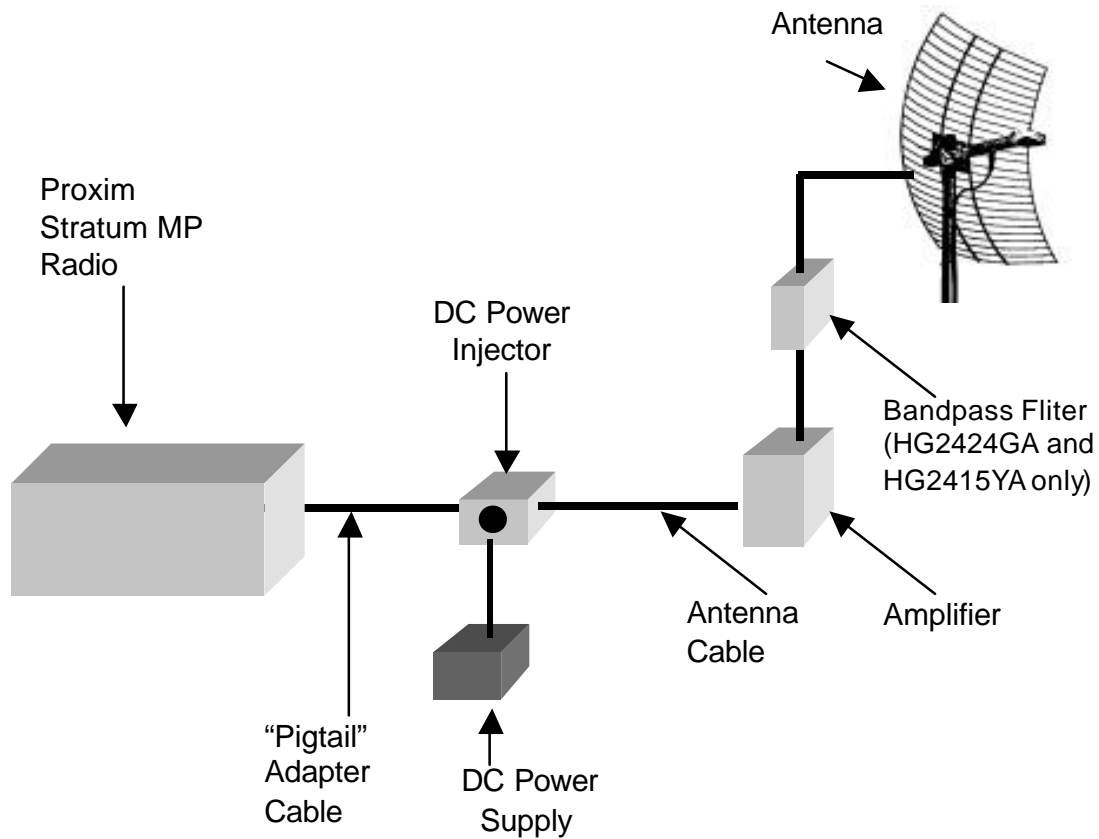 Antenna
Proxim
Stratum MP
Radio
DC Power
Injector
Bandpass Fliter
(HG2424GA and
HG2415YA only)
Antenna
Cable
Amplifier
“Pigtail”
Adapter
Cable
DC Power
Supply